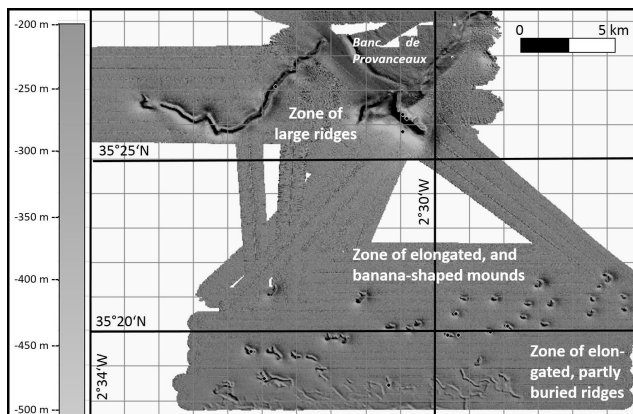 -200 m
-250 m
-300 m
-350 m
-400 m
-450 m
-500 m
Banc de
Provanceaux
0 5 km
Zone of
large ridges
35°25‘N
2°30‘W
Zone of elongated, and
banana-shaped mounds
35°20‘N
2°34‘W
Zone of elon-
gated, partly
buried ridges